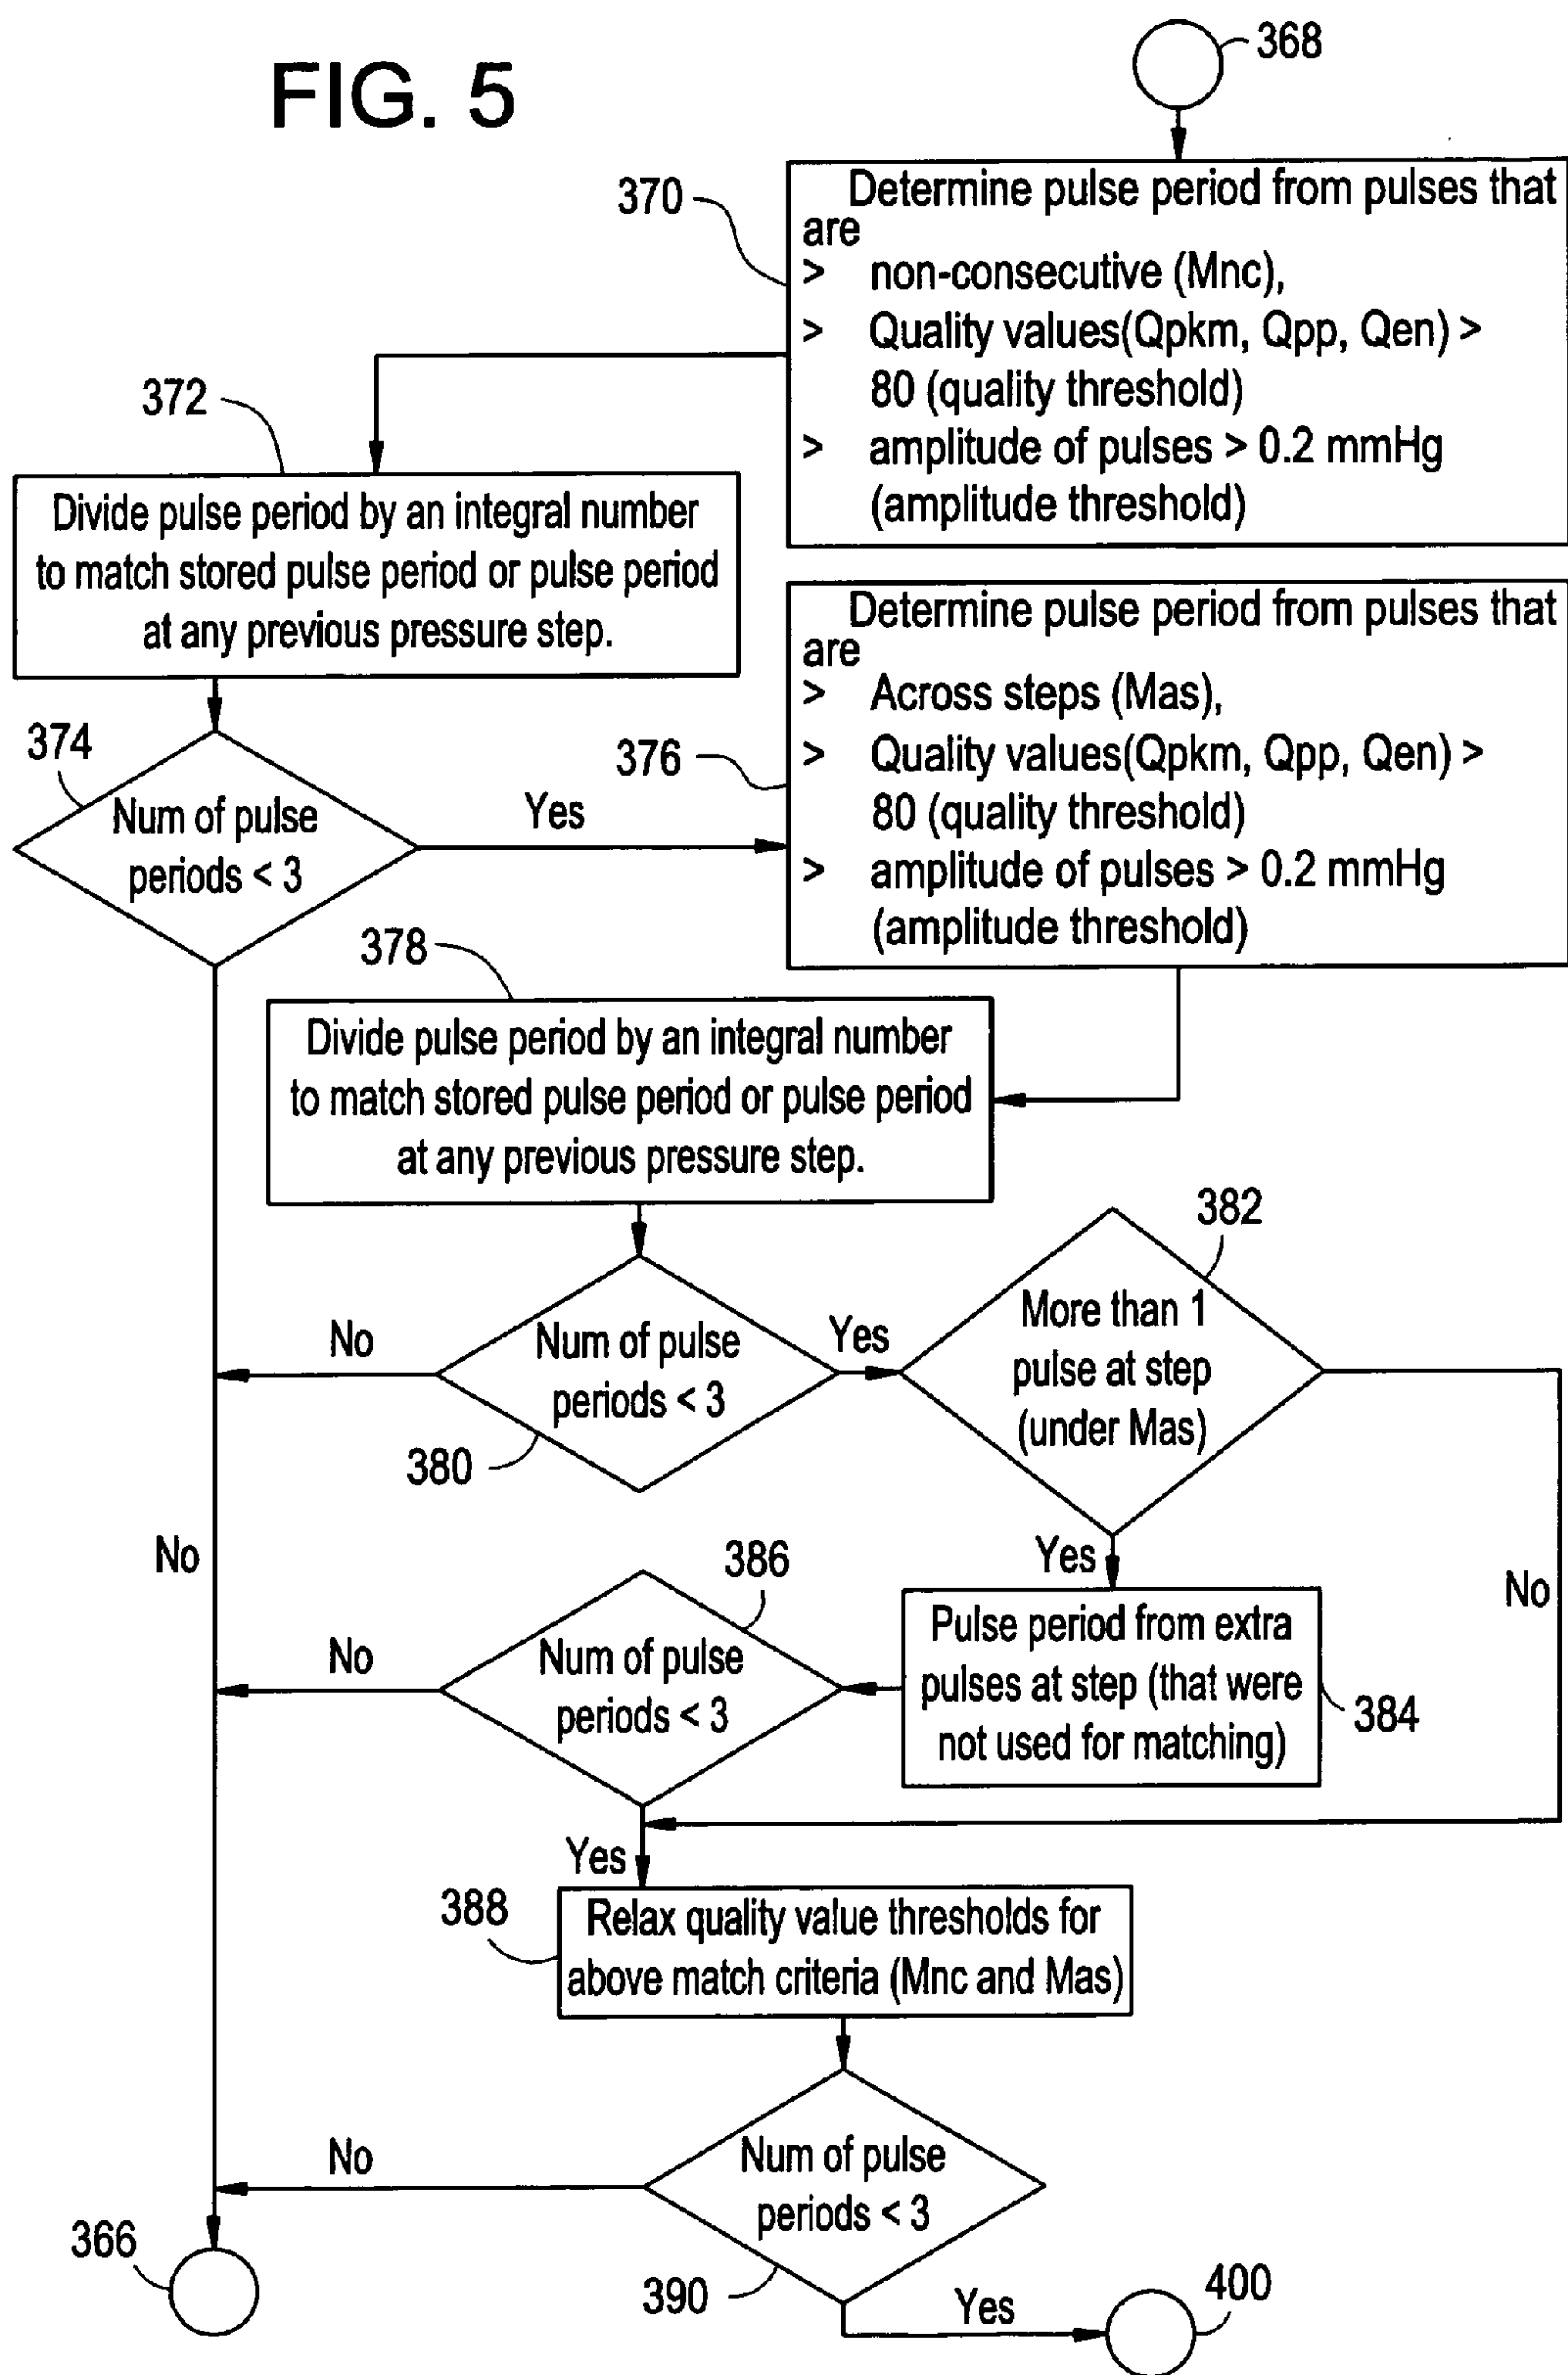 FIG. 5
368
370
Determine pulse period from pulses that
are
> non-consecutive (Mnc),
> Quality values(Qpkm, Qpp, Qen) >
80 (quality threshold)
> amplitude of pulses > 0.2 mmHg
(amplitude threshold)
372
Divide pulse period by an integral number
to match stored pulse period or pulse period
at any previous pressure step.
374
Num of pulse
periods < 3
Yes
376
Determine pulse period from pulses that
are
> Across steps (Mas),
> Quality values(Qpkm, Qpp, Qen) >
80 (quality threshold)
> amplitude of pulses > 0.2 mmHg
(amplitude threshold)
378
Divide pulse period by an integral number
to match stored pulse period or pulse period
at any previous pressure step.
No
Num of pulse
periods < 3
380
Yes
382
More than 1
pulse at step
(under Mas)
Yes
No
No
386
Num of pulse
periods < 3
No
Pulse period from extra
pulses at step (that were
not used for matching)
384
Yes
388
Relax quality value thresholds for
above match criteria (Mnc and Mas)
No
Num of pulse
periods < 3
390
Yes
366
400